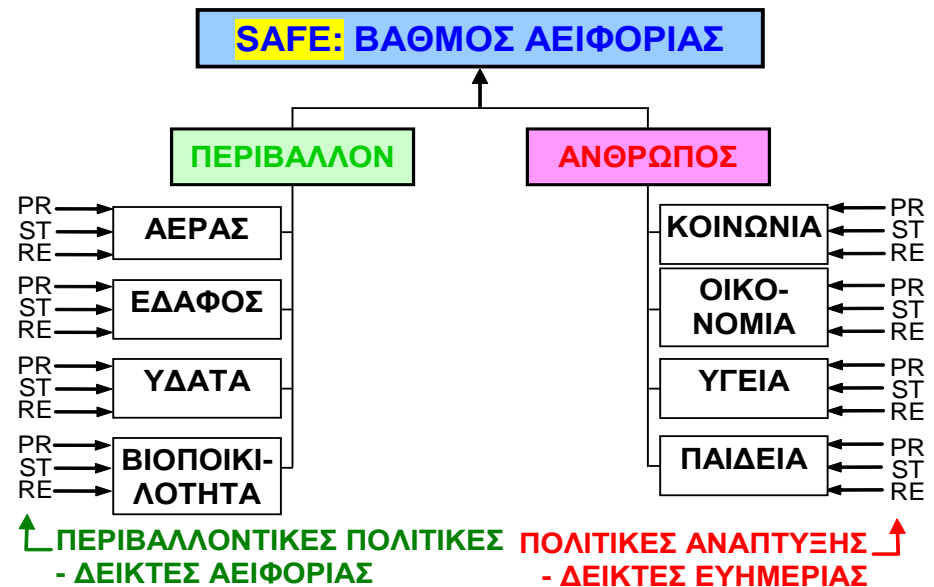 SAFE: ΒΑΘΜΟΣ ΑΕΙΦΟΡΙΑΣ
ΠΕΡΙΒΑΛΛΟΝ
ΑΝΘΡΩΠΟΣ
PR
ST
RE
ΑΕΡΑΣ
PR
ST
RE
ΕΔΑΦΟΣ
PR
ST
RE
ΥΔΑΤΑ
PR
ST
RE
ΒΙΟΠΟΙΚΙ-
ΛΟΤΗΤΑ
ΚΟΙΝΩΝΙΑ
PR
ST
RE
ΟΙΚΟ-
ΝΟΜΙΑ
PR
ST
RE
ΥΓΕΙΑ
PR
ST
RE
ΠΑΙΔΕΙΑ
PR
ST
RE
ΠΕΡΙΒΑΛΛΟΝΤΙΚΕΣ ΠΟΛΙΤΙΚΕΣ
- ΔΕΙΚΤΕΣ ΑΕΙΦΟΡΙΑΣ
ΠΟΛΙΤΙΚΕΣ ΑΝΑΠΤΥΞΗΣ
- ΔΕΙΚΤΕΣ ΕΥΗΜΕΡΙΑΣ